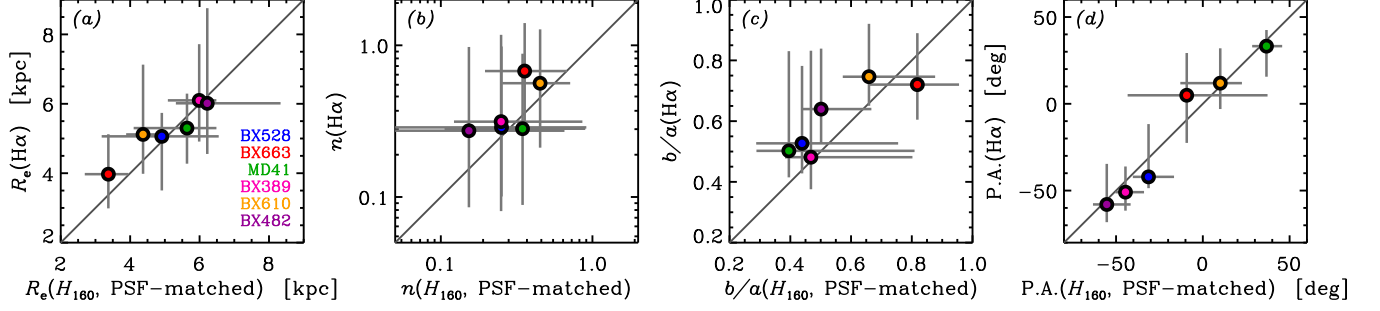 (a)
R_e(Hα) [kpc]
8
6
4
2
BX528
BX663
MD41
BX389
BX610
BX482
2 4 6 8
R_e(H_160, PSF-matched) [kpc]
(b)
n(Hα)
1.0
0.1
0.1 1.0
n(H_160, PSF-matched)
(c)
b/a(Hα)
1.0
0.8
0.6
0.4
0.2
0.2 0.4 0.6 0.8 1.0
b/a(H_160, PSF-matched)
(d)
P.A.(Hα) [deg]
50
0
−50
−50 0 50
P.A.(H_160, PSF-matched) [deg]